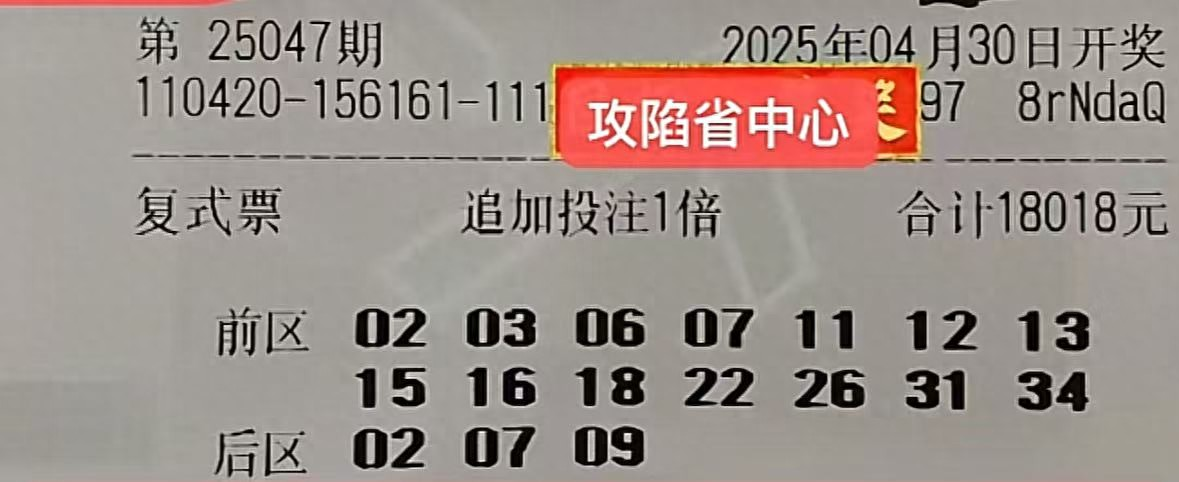 第 25047期 2025年04月30日开奖
110420-156161-111 97 8rNdaQ
攻陷省中心
复式票 追加投注1倍 合计18018元
前区 02 03 06 07 11 12 13
15 16 18 22 26 31 34
后区 02 07 09